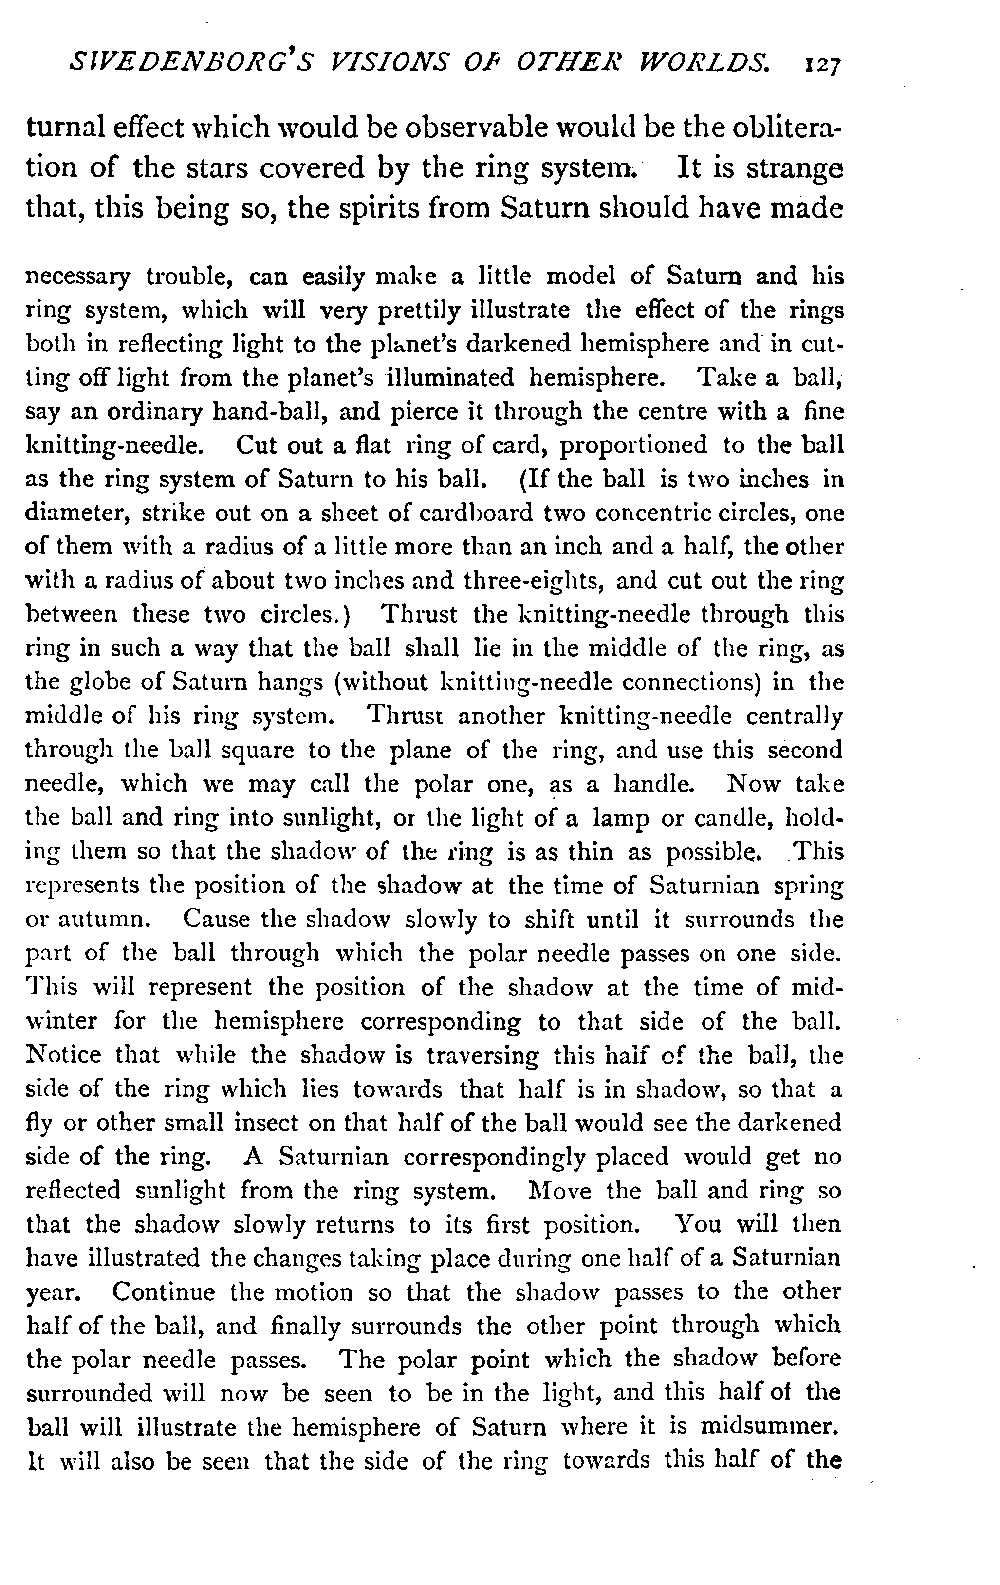 SWEDENBORG'S VISIONS OF OTHER WORLDS. 127
turnal effect which would be observable would be the oblitera-
tion of the stars covered by the ring system. It is strange
that, this being so, the spirits from Saturn should have made
necessary trouble, can easily make a little model of Saturn and his
ring system, which will very prettily illustrate the effect of the rings
both in reflecting light to the planet's darkened hemisphere and in cut-
ting off light from the planet's illuminated hemisphere. Take a ball,
say an ordinary hand-ball, and pierce it through the centre with a fine
knitting-needle. Cut out a flat ring of card, proportioned to the ball
as the ring system of Saturn to his ball. (If the ball is two inches in
diameter, strike out on a sheet of cardboard two concentric circles, one
of them with a radius of a little more than an inch and a half, the other
with a radius of about two inches and three-eights, and cut out the ring
between these two circles.) Thrust the knitting-needle through this
ring in such a way that the ball shall lie in the middle of the ring, as
the globe of Saturn hangs (without knitting-needle connections) in the
middle of his ring system. Thrust another knitting-needle centrally
through the ball square to the plane of the ring, and use this second
needle, which we may call the polar one, as a handle. Now take
the ball and ring into sunlight, or the light of a lamp or candle, hold-
ing them so that the shadow of the ring is as thin as possible. This
represents the position of the shadow at the time of Saturnian spring
or autumn. Cause the shadow slowly to shift until it surrounds the
part of the ball through which the polar needle passes on one side.
This will represent the position of the shadow at the time of mid-
winter for the hemisphere corresponding to that side of the ball.
Notice that while the shadow is traversing this half of the ball, the
side of the ring which lies towards that half is in shadow, so that a
fly or other small insect on that half of the ball would see the darkened
side of the ring. A Saturnian correspondingly placed would get no
reflected sunlight from the ring system. Move the ball and ring so
that the shadow slowly returns to its first position. You will then
have illustrated the changes taking place during one half of a Saturnian
year. Continue the motion so that the shadow passes to the other
half of the ball, and finally surrounds the other point through which
the polar needle passes. The polar point which the shadow before
surrounded will now be seen to be in the light, and this half of the
ball will illustrate the hemisphere of Saturn where it is midsummer.
It will also be seen that the side of the ring towards this half of the